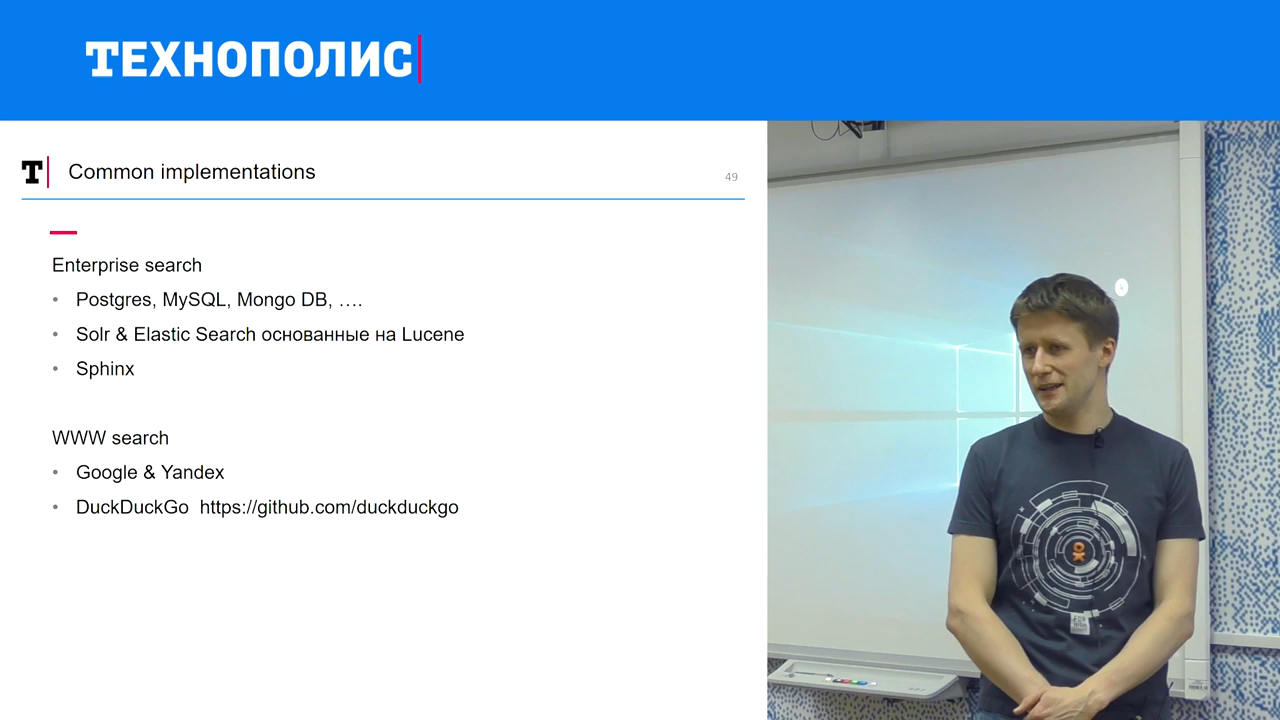 ТЕХНОПОЛИС
T
Common implementations
49
Enterprise search
• Postgres, MySQL, Mongo DB, ….
• Solr & Elastic Search основанные на Lucene
• Sphinx
WWW search
• Google & Yandex
• DuckDuckGo https://github.com/duckduckgo